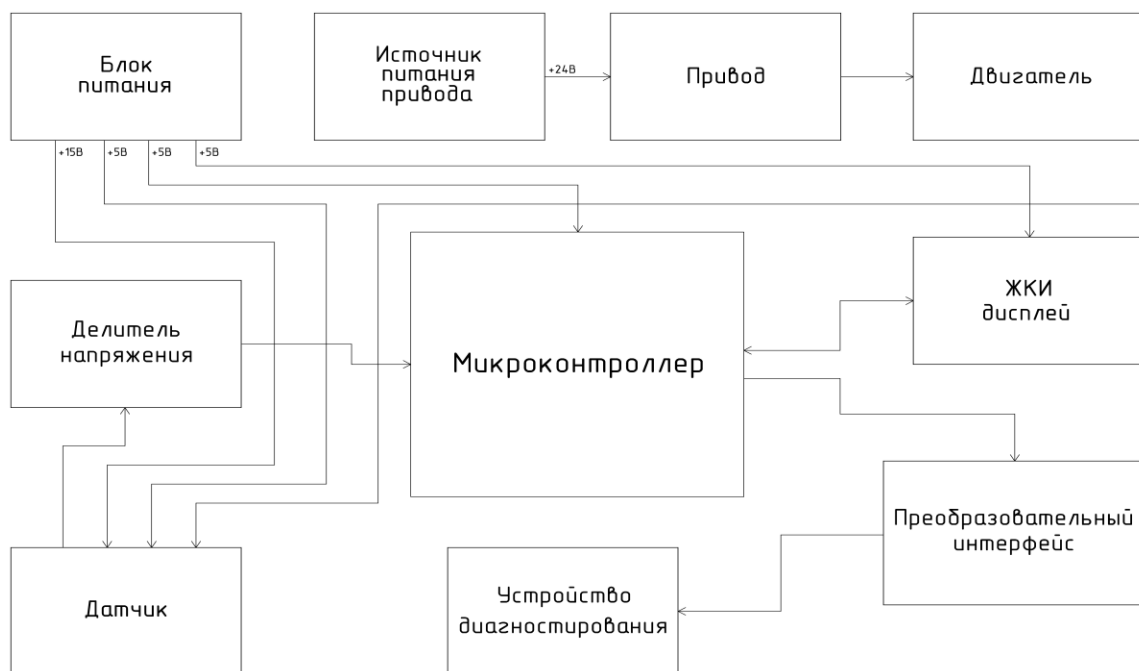 Блок
питания
Источник
питания
привода
+24В
Привод
Двигатель
+15В
+5В
+5В
+5В
ЖКИ
дисплей
Делитель
напряжения
Микроконтроллер
Преобразовательный
интерфейс
Датчик
Устройство
диагностирования